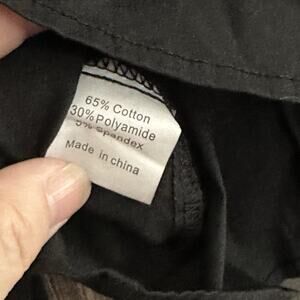 65% Cotton
30% Polyamide
5% Spandex
Made in china